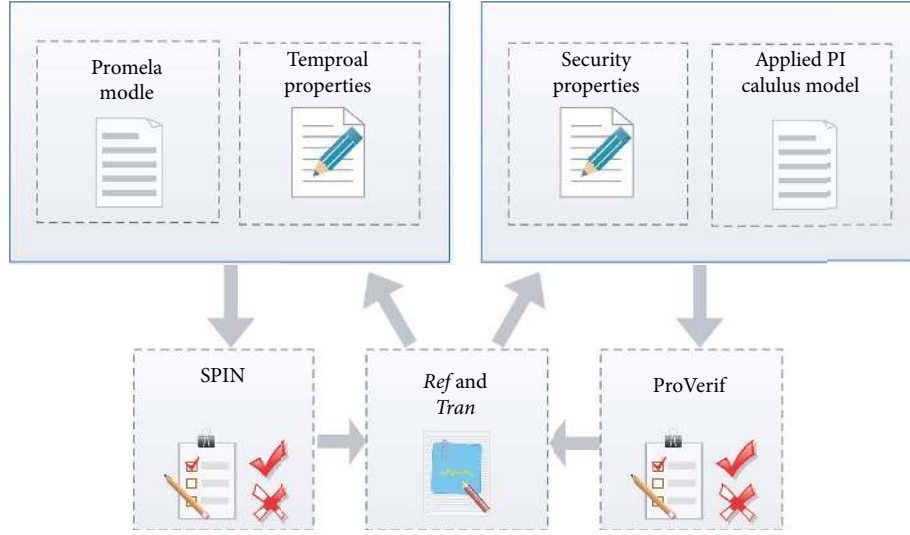 Promela
modle
Temproal
properties
Security
properties
Applied PI
calulus model
SPIN
Ref and
Tran
ProVerif